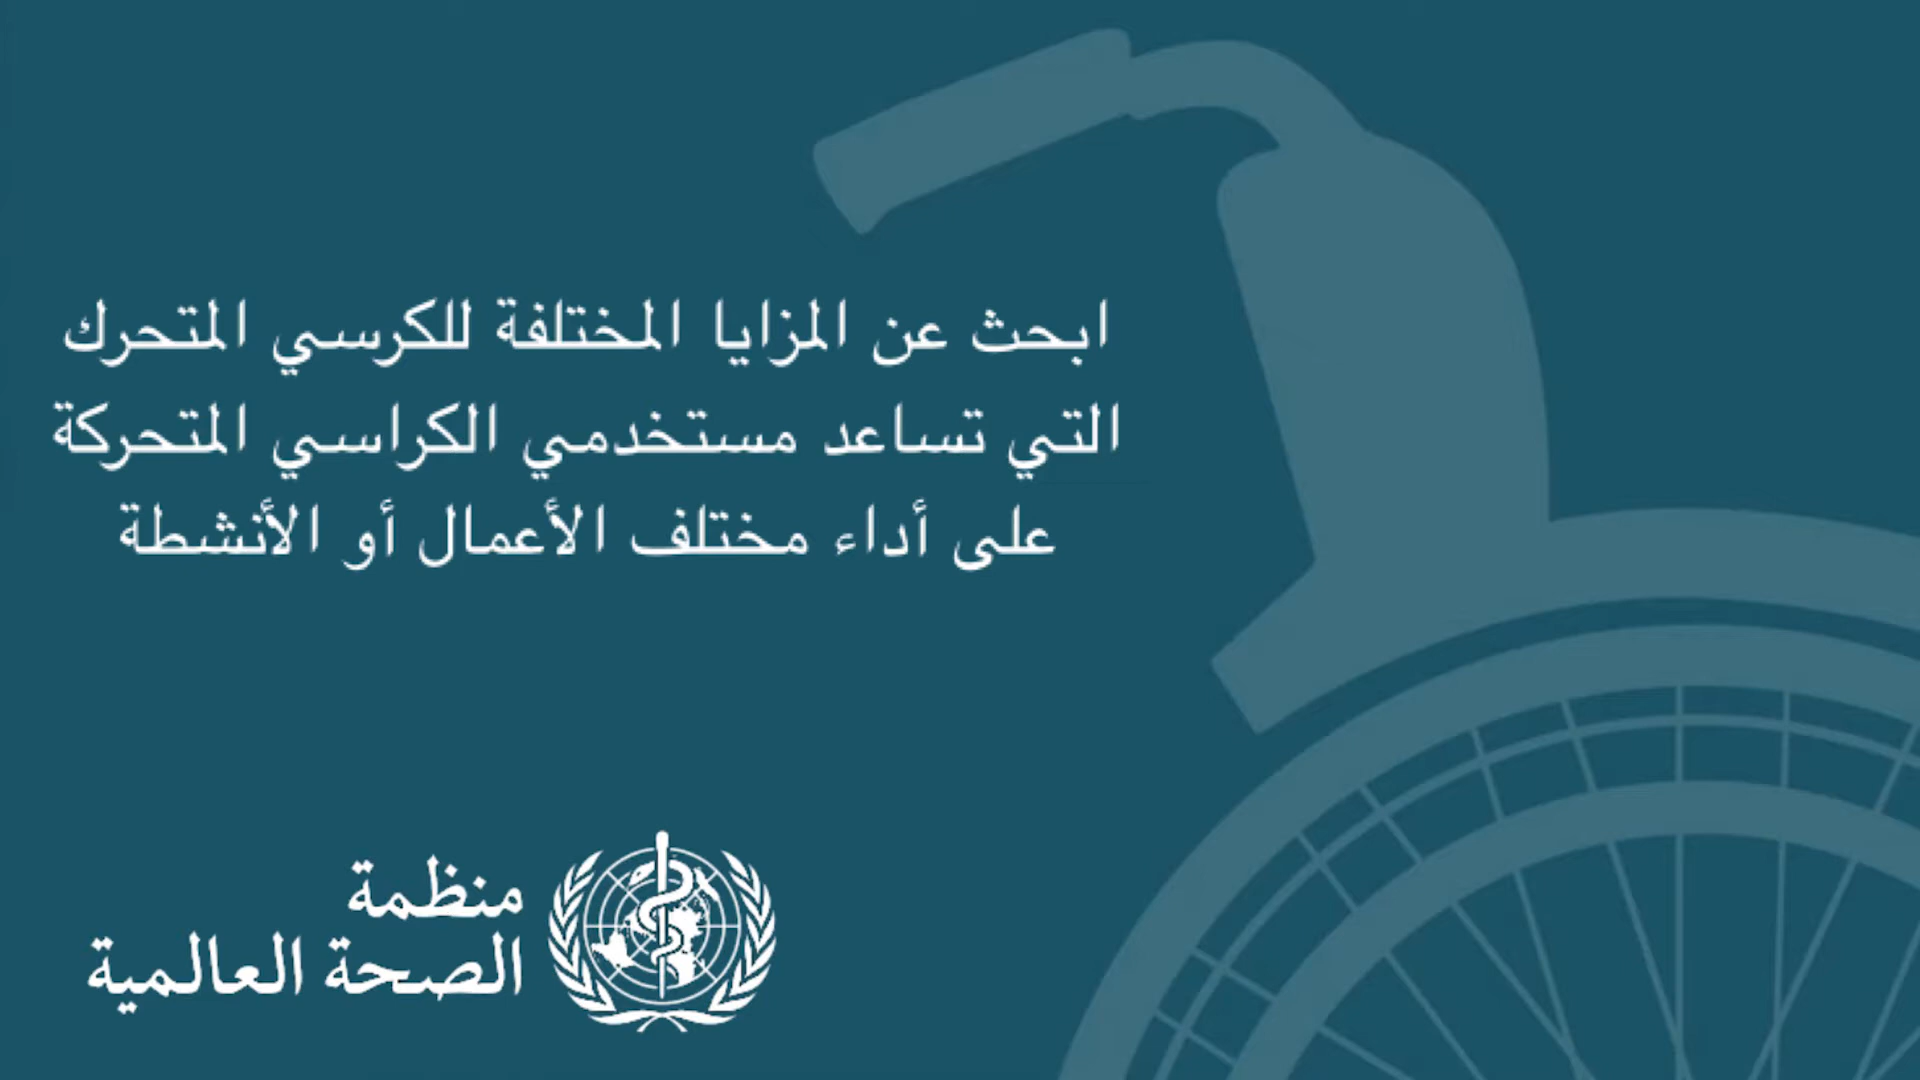 ابحث عن المزايا المختلفة للكرسي المتحرك
التي تساعد مستخدمي الكراسي المتحركة
على أداء مختلف الأعمال أو الأنشطة
منظمة
الصحة العالمية